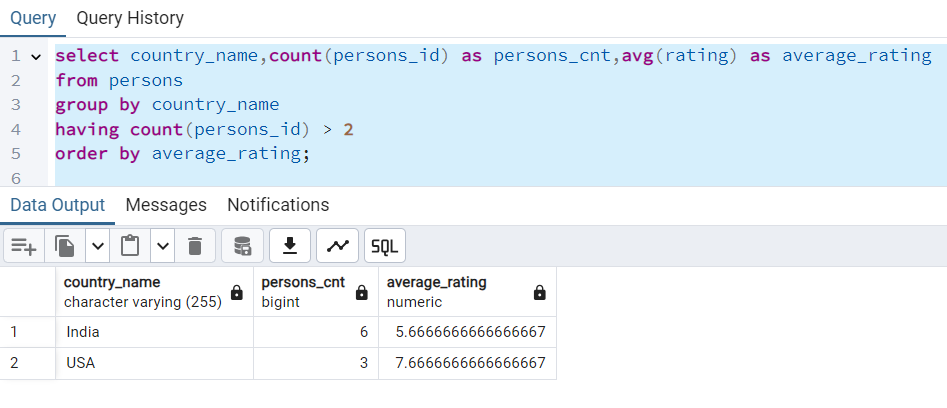 Query Query History
1 select country_name,count(persons_id) as persons_cnt,avg(rating) as average_rating
2 from persons
3 group by country_name
4 having count(persons_id) > 2
5 order by average_rating;
6
Data Output Messages Notifications
SQL
country_name persons_cnt average_rating
character varying (255) bigint numeric
1 India 6 5.6666666666666667
2 USA 3 7.6666666666666667